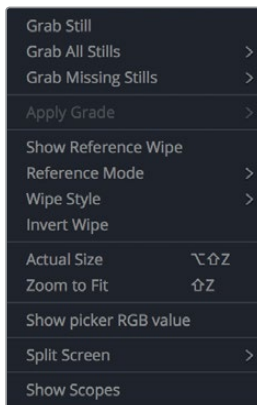 Grab Still
Grab All Stills >
Grab Missing Stills >
Apply Grade >
Show Reference Wipe
Reference Mode >
Wipe Style >
Invert Wipe
Actual Size ⌥⇧Z
Zoom to Fit ⇧Z
Show picker RGB value
Split Screen >
Show Scopes